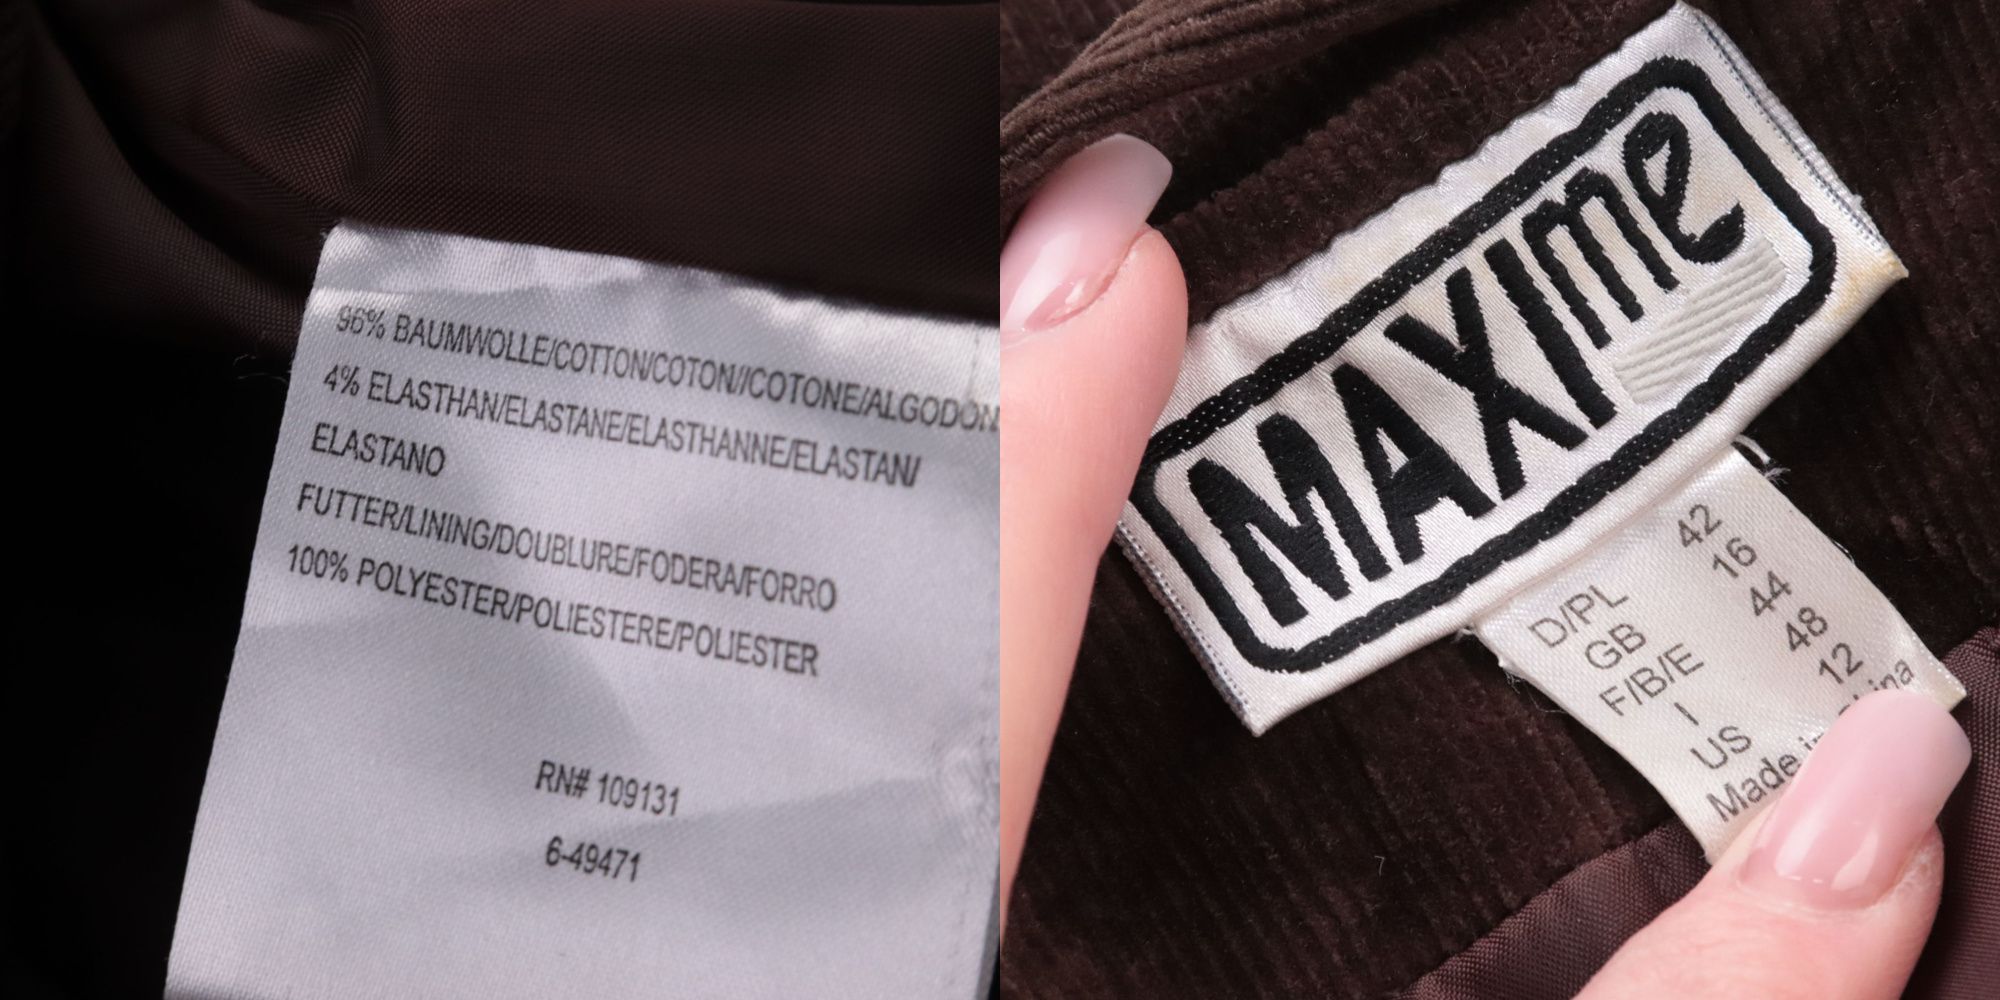 96% BAUMWOLLE/COTTON/COTON//COTONE/ALGODON
4% ELASTHAN/ELASTANE/ELASTHANNE/ELASTAN/
ELASTANO
FUTTER/LINING/DOUBLURE/FODERA/FORRO
100% POLYESTER/POLIESTERE/POLIESTER
RN# 109131
6-49471
MAXIme
D/PL 42
GB 16
F/B/E 44
I 48
US 12
Made in